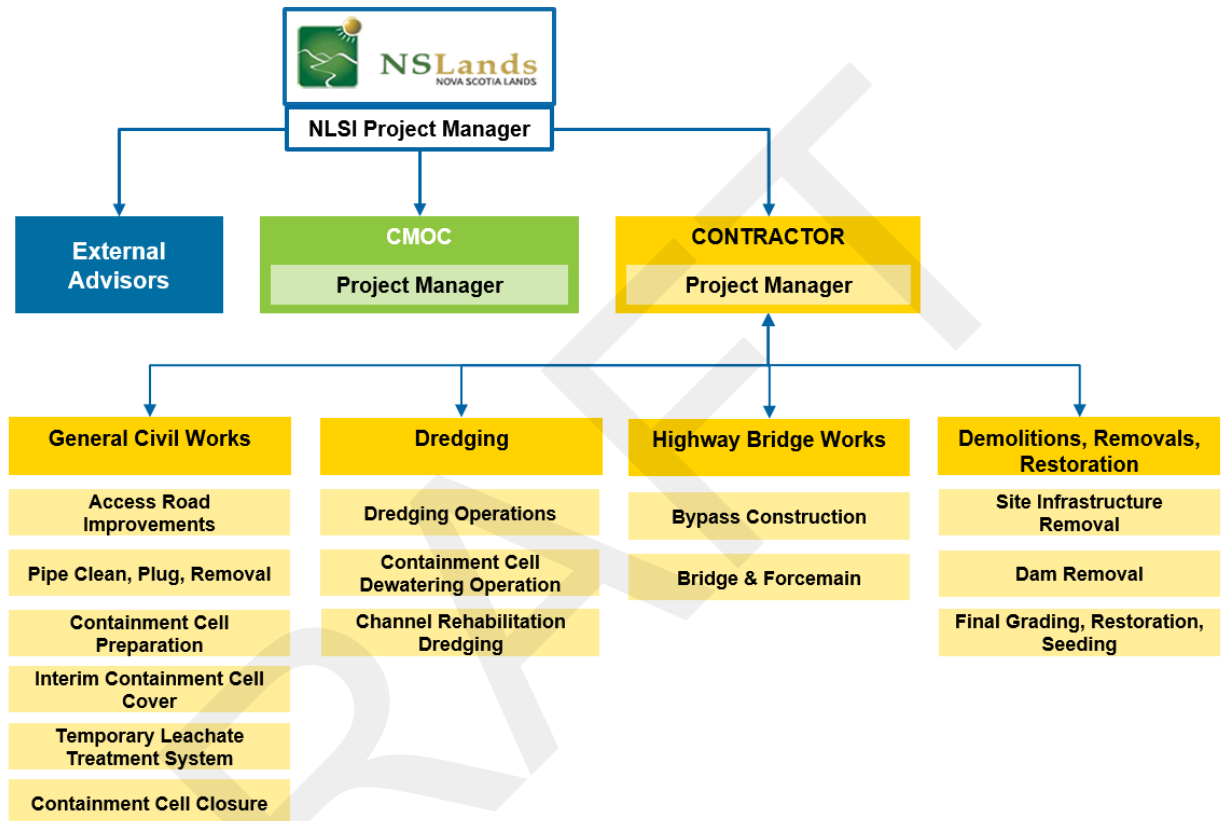 NSLands
NOVA SCOTIA LANDS
NLSI Project Manager
External
Advisors
CMOC
Project Manager
CONTRACTOR
Project Manager
General Civil Works
Access Road
Improvements
Pipe Clean, Plug, Removal
Containment Cell
Preparation
Interim Containment Cell
Cover
Temporary Leachate
Treatment System
Containment Cell Closure
Dredging
Dredging Operations
Containment Cell
Dewatering Operation
Channel Rehabilitation
Dredging
Highway Bridge Works
Bypass Construction
Bridge & Forcemain
Demolitions, Removals,
Restoration
Site Infrastructure
Removal
Dam Removal
Final Grading, Restoration,
Seeding
RAFT